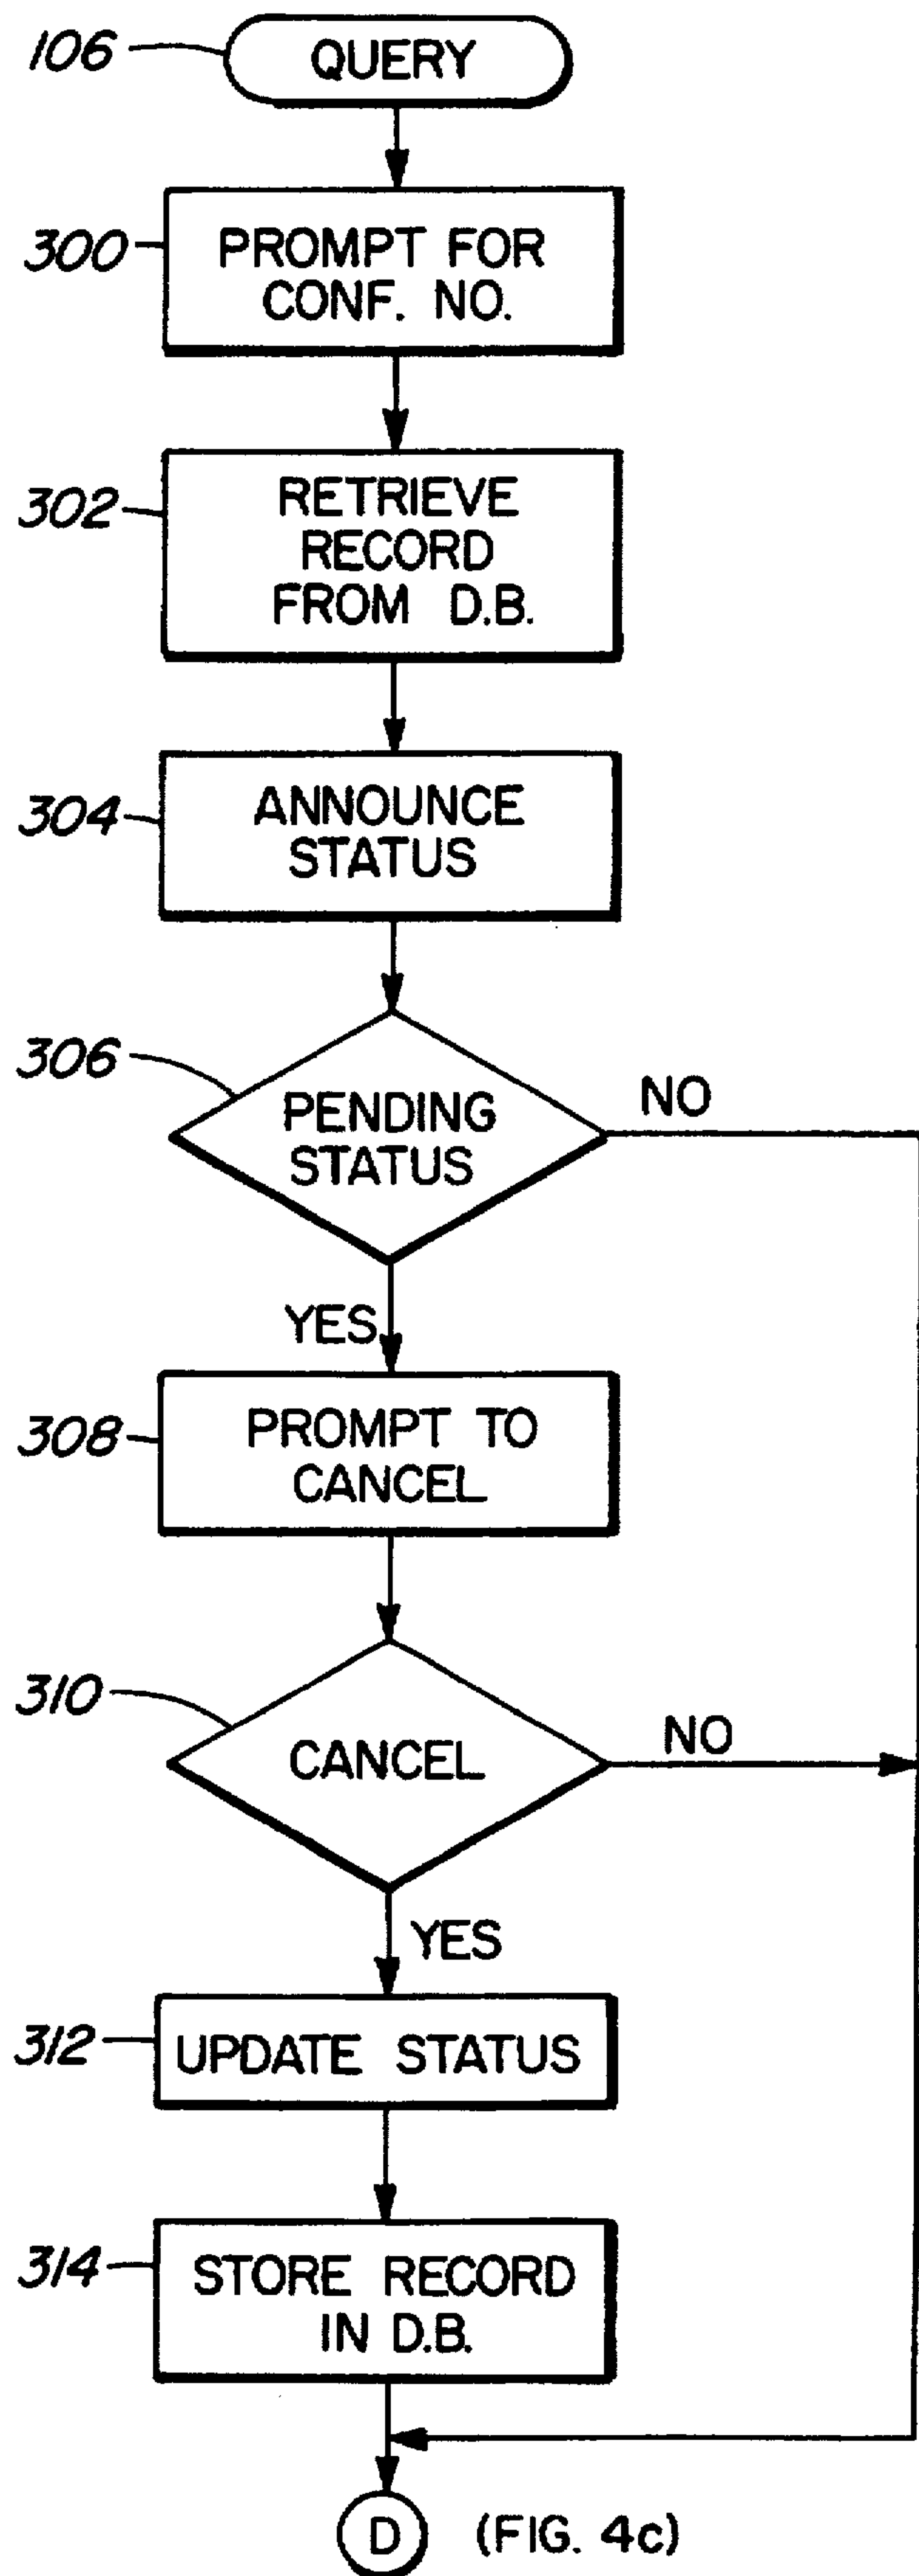 106
QUERY
300
PROMPT FOR
CONF. NO.
302
RETRIEVE
RECORD
FROM D.B.
304
ANNOUNCE
STATUS
306
PENDING
STATUS
NO
YES
308
PROMPT TO
CANCEL
310
CANCEL
NO
YES
312
UPDATE STATUS
314
STORE RECORD
IN D.B.
D (FIG. 4c)